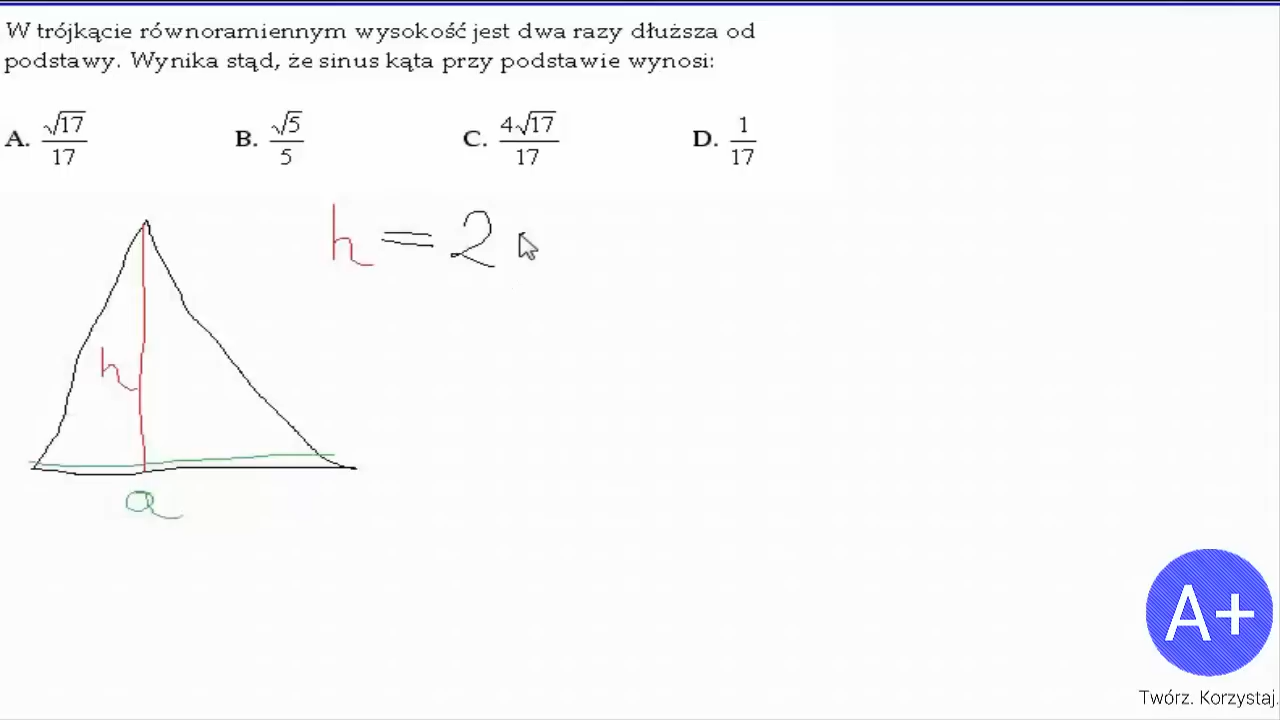 W trójkącie równoramiennym wysokość jest dwa razy dłuższa od
podstawy. Wynika stąd, że sinus kąta przy podstawie wynosi:
A. √17/17 B. √5/5 C. 4√17/17 D. 1/17
h = 2
h
a
A+
Twórz. Korzystaj.